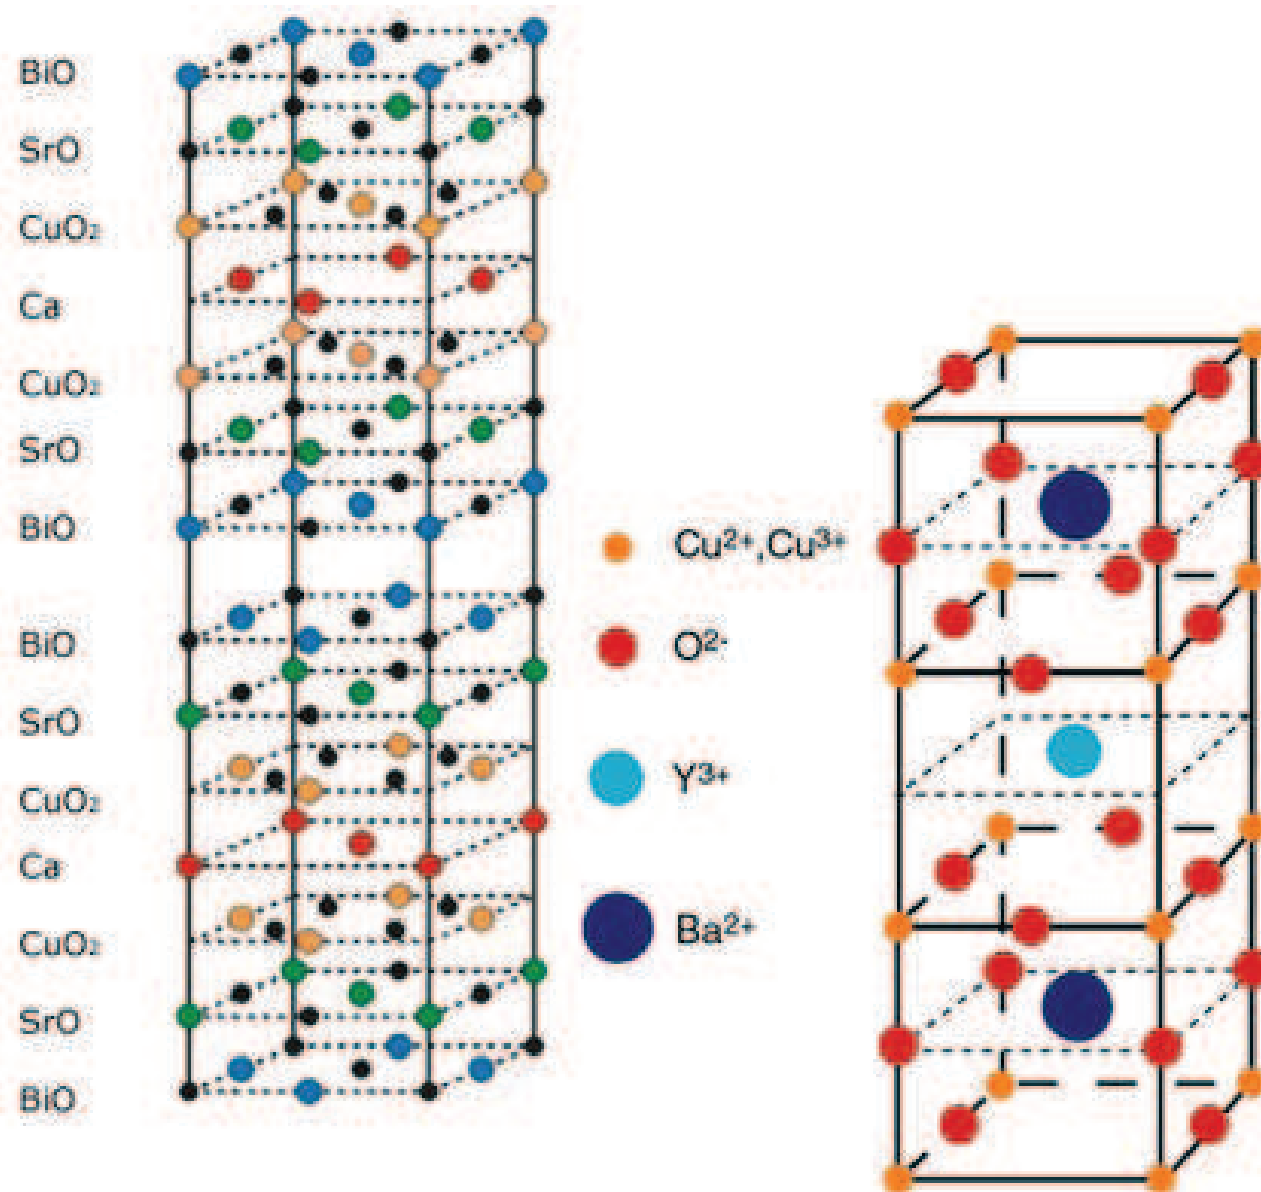 BiO
SrO
CuO₂
Ca
CuO₂
SrO
BiO
BiO
SrO
CuO₂
Ca
CuO₂
SrO
BiO
Cu²⁺,Cu³⁺
O²⁻
Y³⁺
Ba²⁺